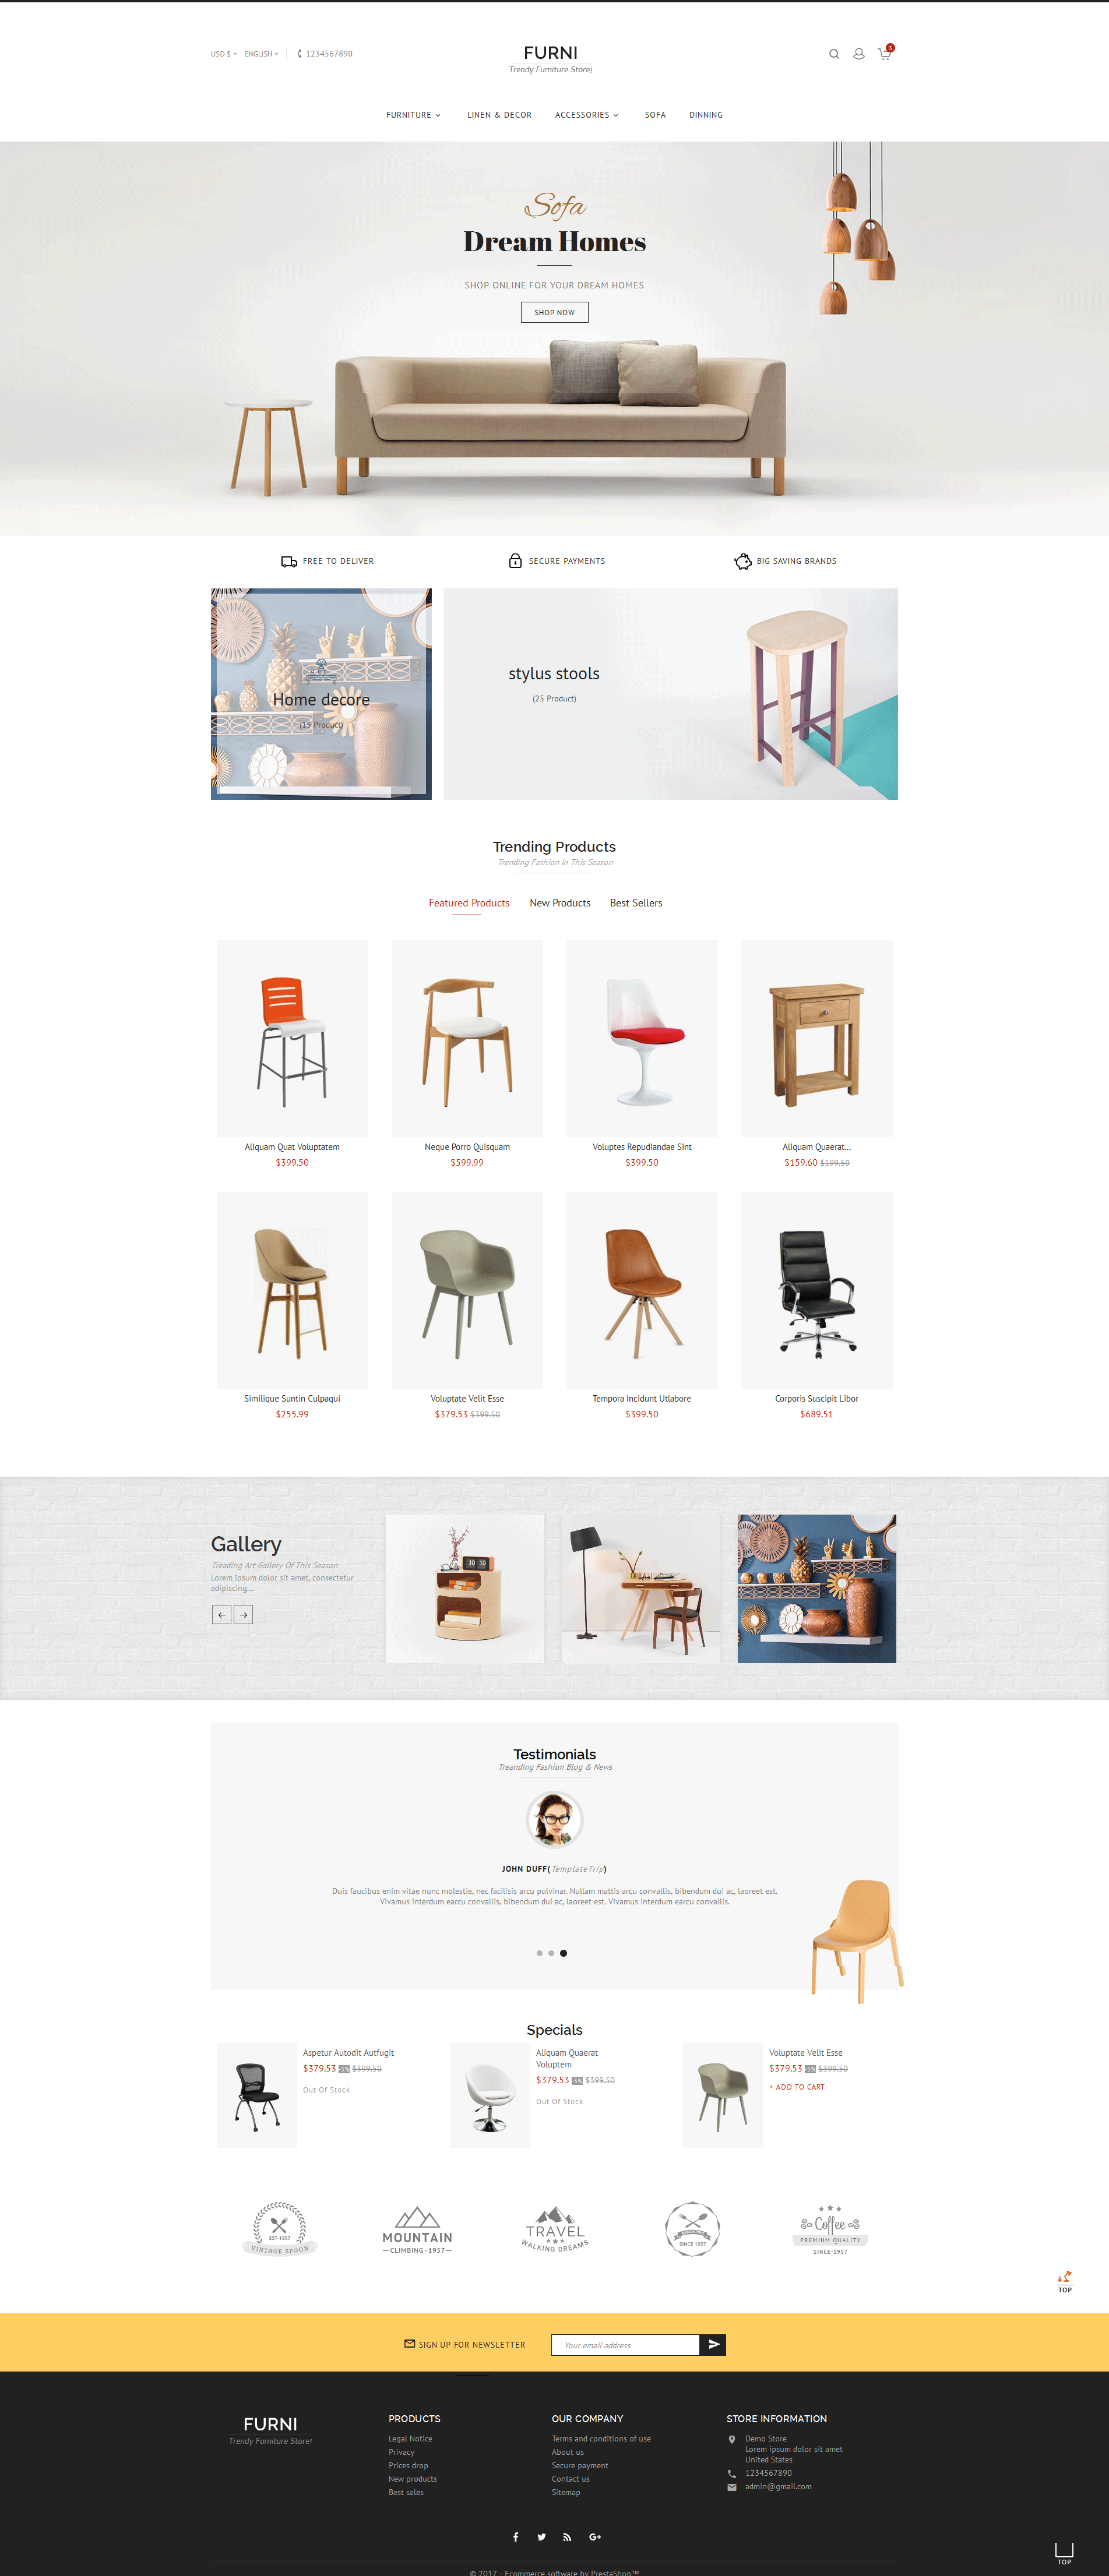 USD $ ENGLISH 1234567890
FURNI
Trendy Furniture Store!
3
FURNITURE LINEN & DECOR ACCESSORIES SOFA DINNING
Sofa
Dream Homes
SHOP ONLINE FOR YOUR DREAM HOMES
SHOP NOW
FREE TO DELIVER SECURE PAYMENTS BIG SAVING BRANDS
Home decore
(15 Product)
stylus stools
(25 Product)
Trending Products
Trending Fashion In This Season
Featured Products New Products Best Sellers
Aliquam Quat Voluptatem
$399.50
Neque Porro Quisquam
$599.99
Voluptes Repudiandae Sint
$399.50
Aliquam Quaerat...
$159.60 $199.50
Similique Suntin Culpaqui
$255.99
Voluptate Velit Esse
$379.53 $399.50
Tempora Incidunt Utlabore
$399.50
Corporis Suscipit Libor
$689.51
Gallery
Treading Art Gallery Of This Season
Lorem ipsum dolor sit amet, consectetur
adipiscing...
30 30
Testimonials
Treanding Fashion Blog & News
JOHN DUFF(TemplateTrip)
Duis faucibus enim vitae nunc molestie, nec facilisis arcu pulvinar. Nullam mattis arcu convallis, bibendum dui ac, laoreet est.
Vivamus interdum earcu convallis, bibendum dui ac, laoreet est. Vivamus interdum earcu convallis.
Specials
Aspetur Autodit Autfugit
$379.53 -5% $399.50
Out Of Stock
Aliquam Quaerat
Voluptem
$379.53 -5% $399.50
Out Of Stock
Voluptate Velit Esse
$379.53 -5% $399.50
+ ADD TO CART
EST-1957
VINTAGE SPOON
MOUNTAIN
CLIMBING-1957
TRAVEL
WALKING DREAMS
SINCE 1957
Coffee
PREMIUM QUALITY
SINCE-1957
TOP
SIGN UP FOR NEWSLETTER
Your email address
FURNI
Trendy Furniture Store!
PRODUCTS
Legal Notice
Privacy
Prices drop
New products
Best sales
OUR COMPANY
Terms and conditions of use
About us
Secure payment
Contact us
Sitemap
STORE INFORMATION
Demo Store
Lorem ipsum dolor sit amet
United States
1234567890
admin@gmail.com
G+
TOP
© 2017 - Ecommerce software by PrestaShop™